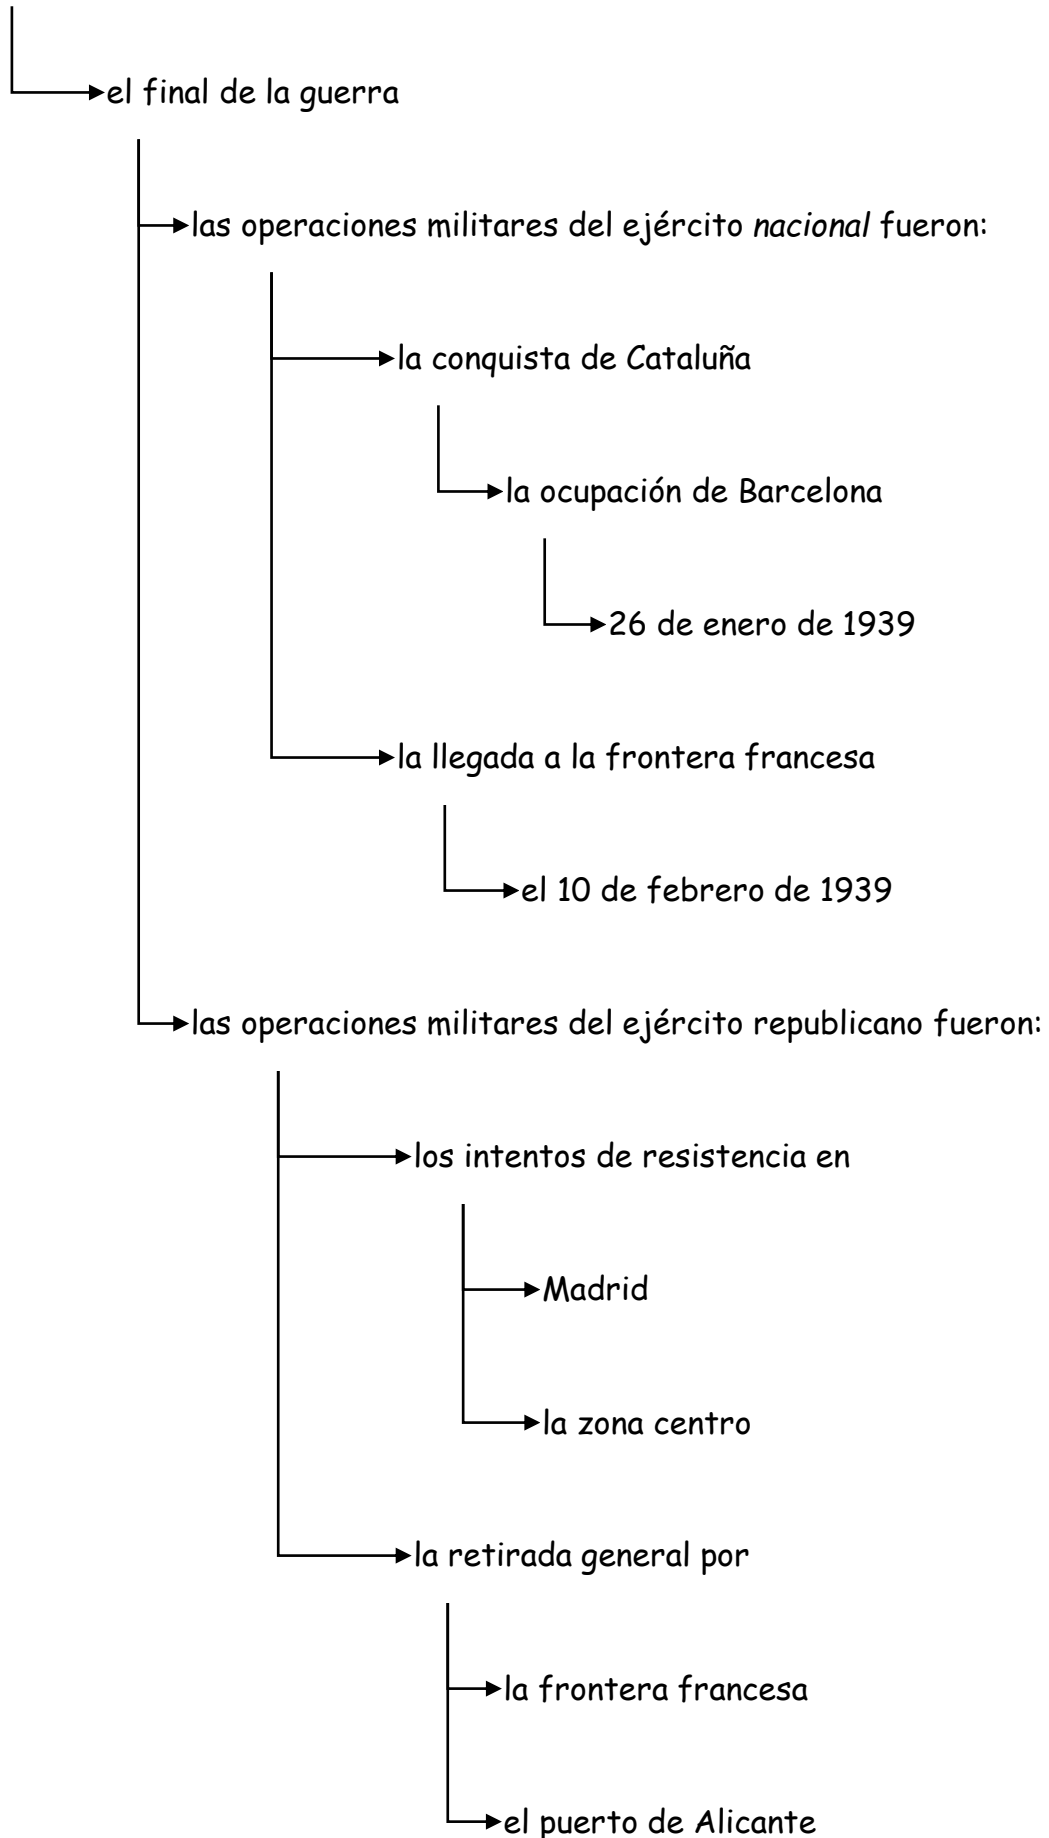 el final de la guerra
las operaciones militares del ejército nacional fueron:
la conquista de Cataluña
la ocupación de Barcelona
26 de enero de 1939
la llegada a la frontera francesa
el 10 de febrero de 1939
las operaciones militares del ejército republicano fueron:
los intentos de resistencia en
Madrid
la zona centro
la retirada general por
la frontera francesa
el puerto de Alicante